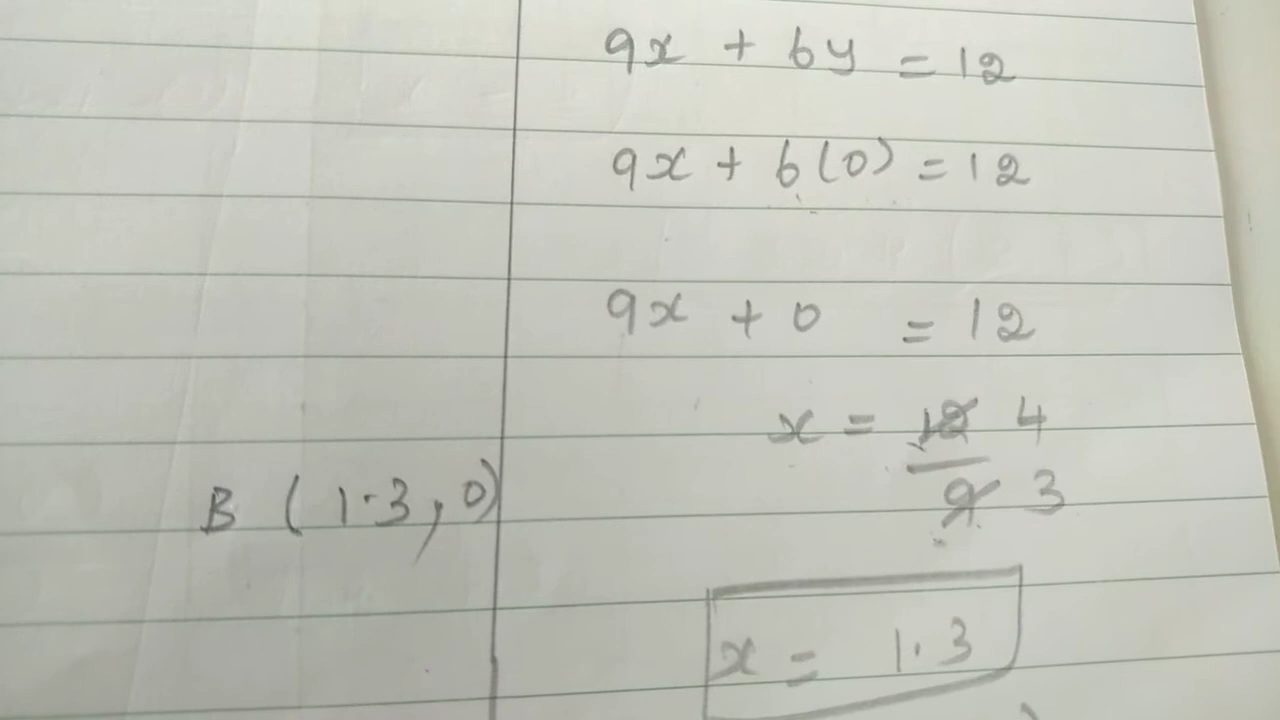 9x + 6y = 12
9x + 6(0) = 12
9x + 0 = 12
x = 12 4
9 3
B (1.3, 0)
x = 1.3